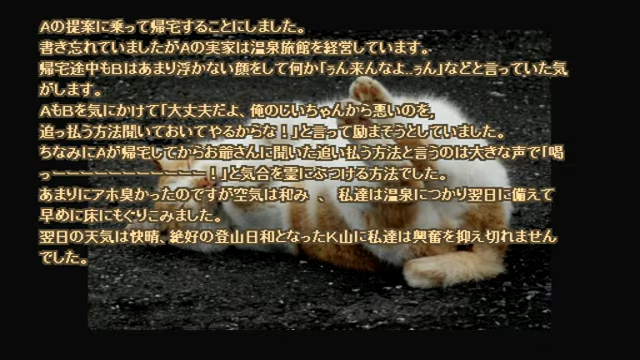 Aの提案に乗って帰宅することにしました。
書き忘れていましたがAの実家は温泉旅館を経営しています。
帰宅途中もBはあまり浮かない顔をして何か「ぅん来んなよ..ぅん」などと言っていた気
がします。
AもBを気にかけて「大丈夫だよ、俺のじいちゃんから悪いのを,
追っ払う方法聞いておいてやるからな！」と言って励まそうとしていました。
ちなみにAが帰宅してからお爺さんに聞いた追い払う方法と言うのは大きな声で「喝
っーーーーーーーーーーーー！」と気合を霊にぶつける方法でした。
あまりにアホ臭かったのですが空気は和み 、 私達は温泉につかり翌日に備えて
早めに床にもぐりこみました。
翌日の天気は快晴、絶好の登山日和となったK山に私達は興奮を抑え切れません
でした。